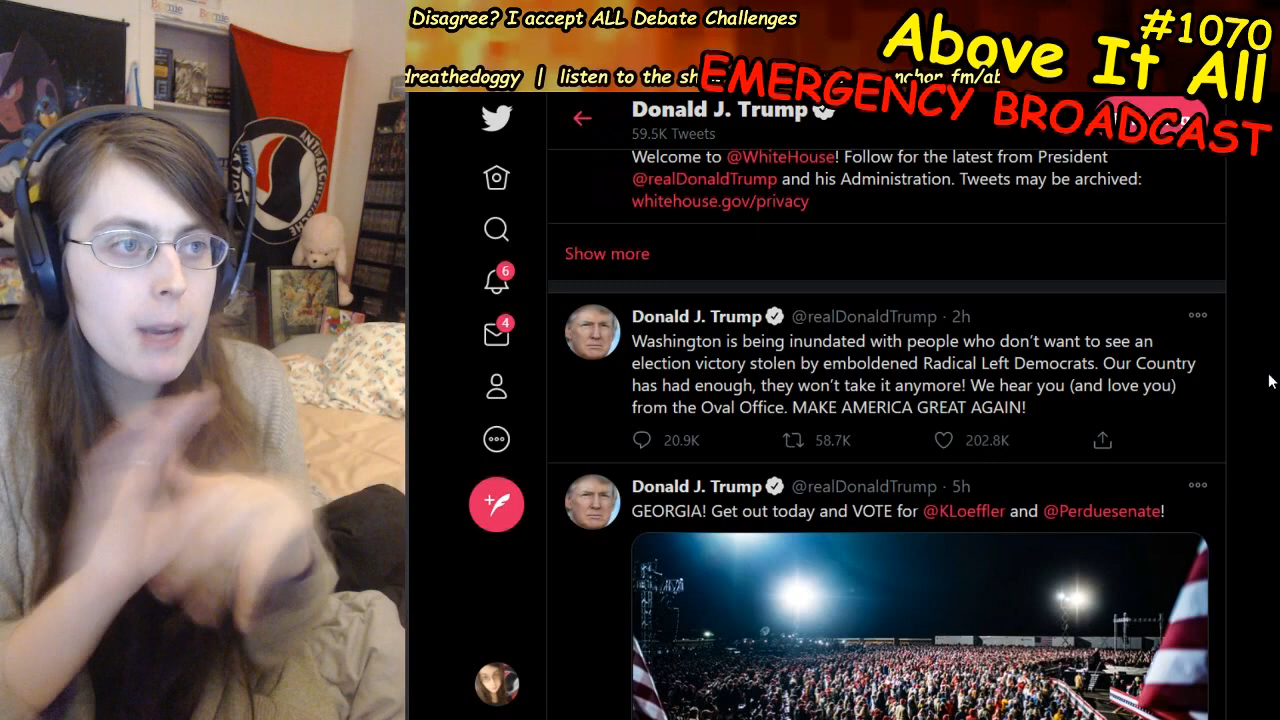 Bernie
Bernie
ANTIFASCHISTISCHE
AKTION
Disagree? I accept ALL Debate Challenges
#1070
Above It All
dreathedoggy | listen to the sh
EMERGENCY BROADCAST
Donald J. Trump
59.5K Tweets
Welcome to @WhiteHouse! Follow for the latest from President
@realDonaldTrump and his Administration. Tweets may be archived:
whitehouse.gov/privacy
Show more
6
4
Donald J. Trump @realDonaldTrump · 2h
Washington is being inundated with people who don't want to see an
election victory stolen by emboldened Radical Left Democrats. Our Country
has had enough, they won't take it anymore! We hear you (and love you)
from the Oval Office. MAKE AMERICA GREAT AGAIN!
20.9K 58.7K 202.8K
Donald J. Trump @realDonaldTrump · 5h
GEORGIA! Get out today and VOTE for @KLoeffler and @Perduesenate!